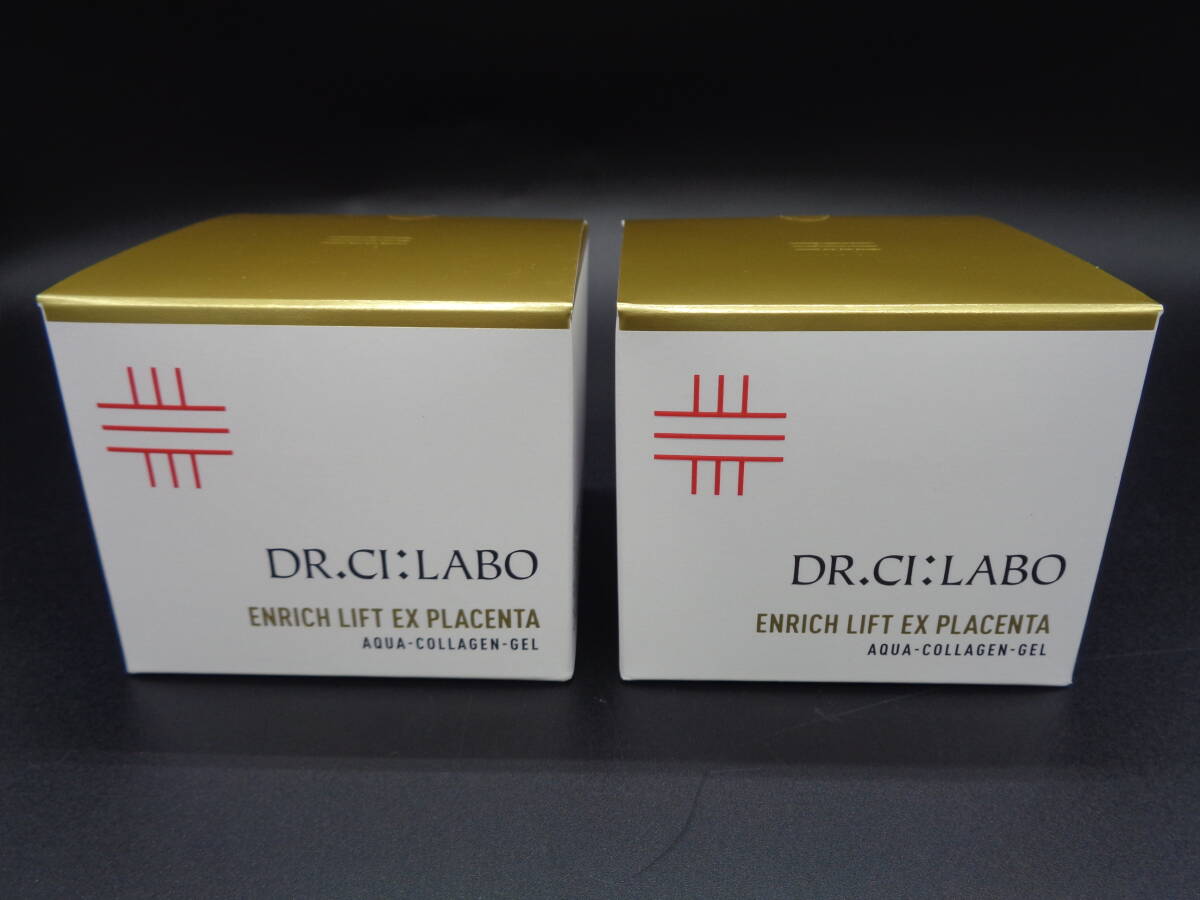 DR.CI:LABO
ENRICH LIFT EX PLACENTA
AQUA-COLLAGEN-GEL
DR.CI:LABO
ENRICH LIFT EX PLACENTA
AQUA-COLLAGEN-GEL